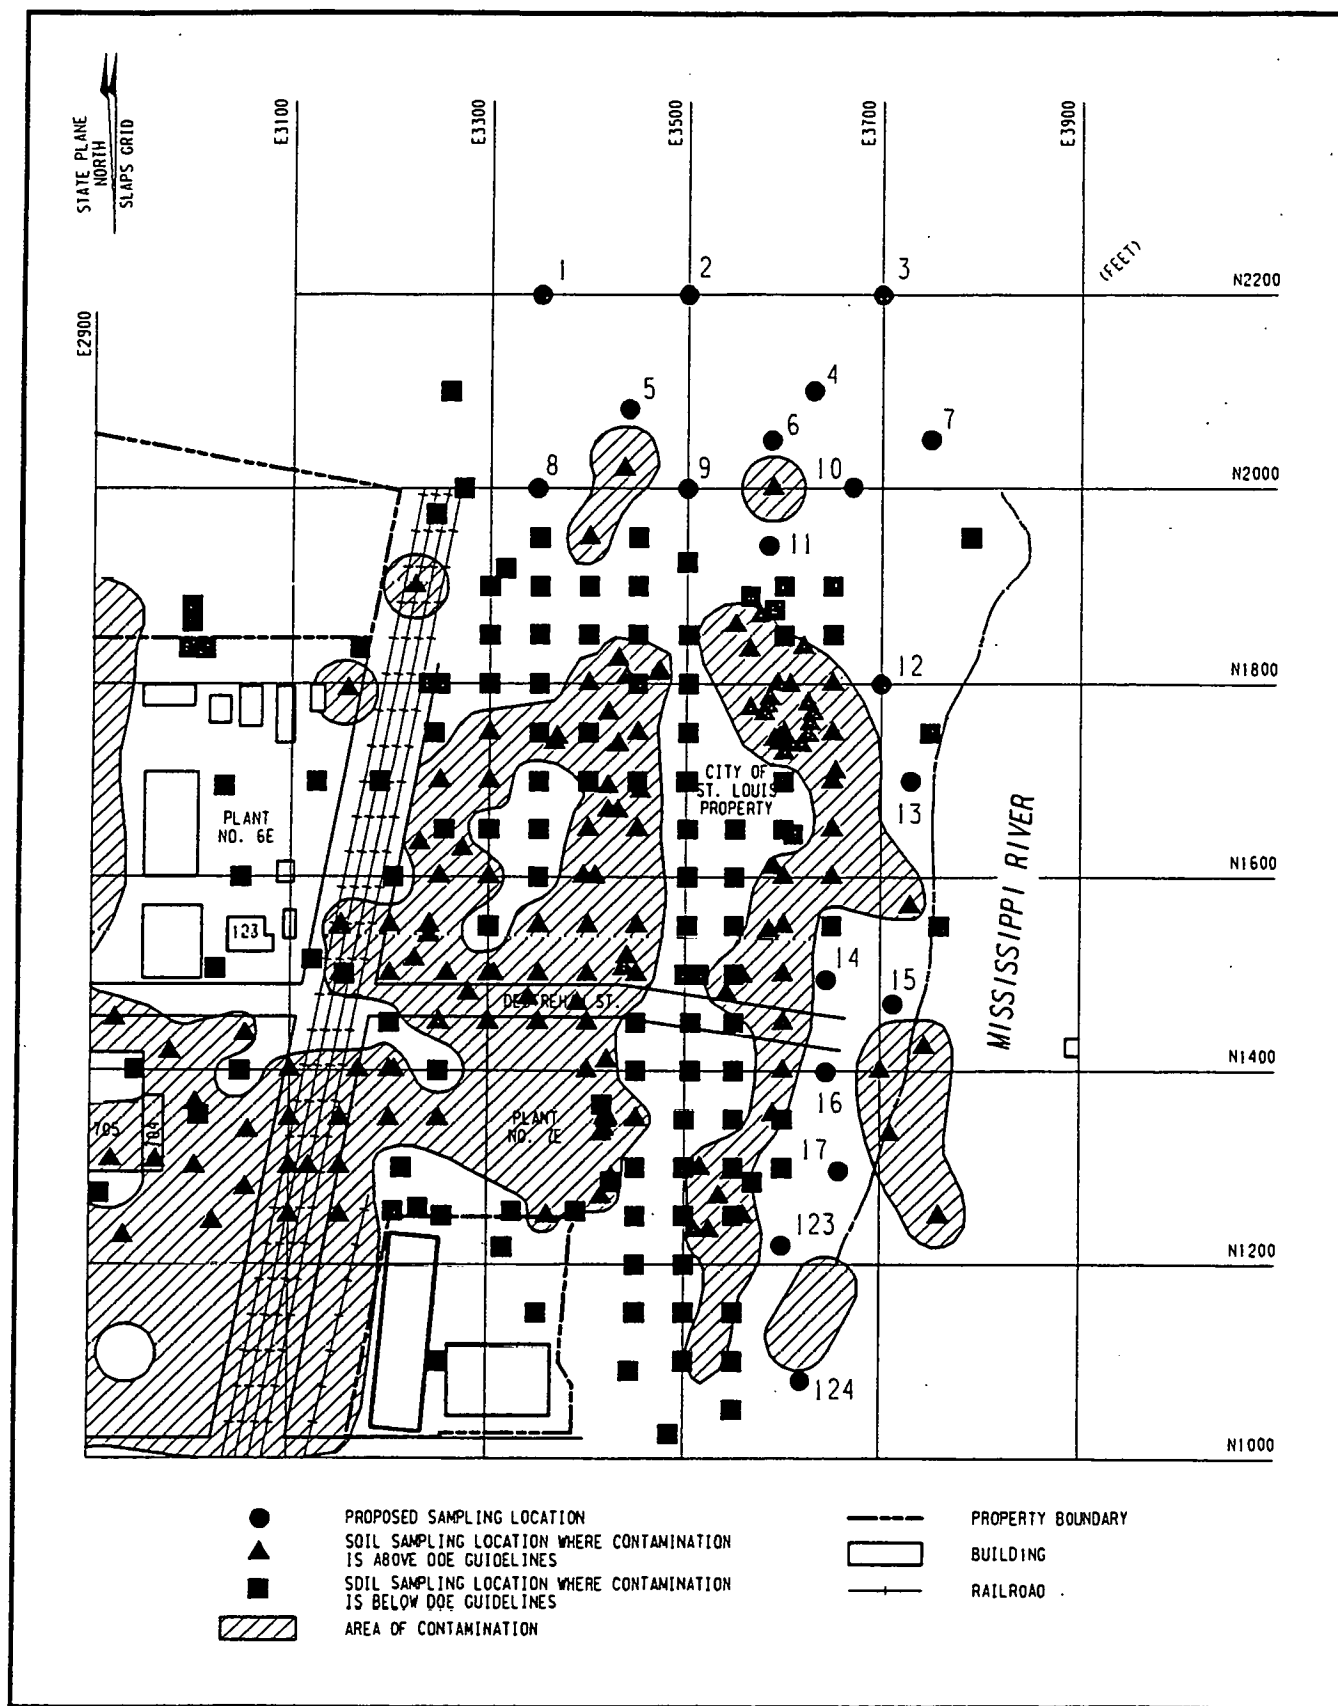 STATE PLANE
NORTH
SLAPS GRID
E2900
E3100
E3300
E3500
E3700
E3900
(FEET)
N2200
1
2
3
4
5
6
7
N2000
8
9
10
11
N1800
12
CITY OF
ST. LOUIS
PROPERTY
13
PLANT
NO. 6E
MISSISSIPPI RIVER
N1600
123
14
15
DESTREHAN ST.
N1400
16
705
704
PLANT
NO. 7E
17
123
N1200
124
N1000
PROPOSED SAMPLING LOCATION
SOIL SAMPLING LOCATION WHERE CONTAMINATION
IS ABOVE DOE GUIDELINES
SOIL SAMPLING LOCATION WHERE CONTAMINATION
IS BELOW DOE GUIDELINES
AREA OF CONTAMINATION
PROPERTY BOUNDARY
BUILDING
RAILROAD